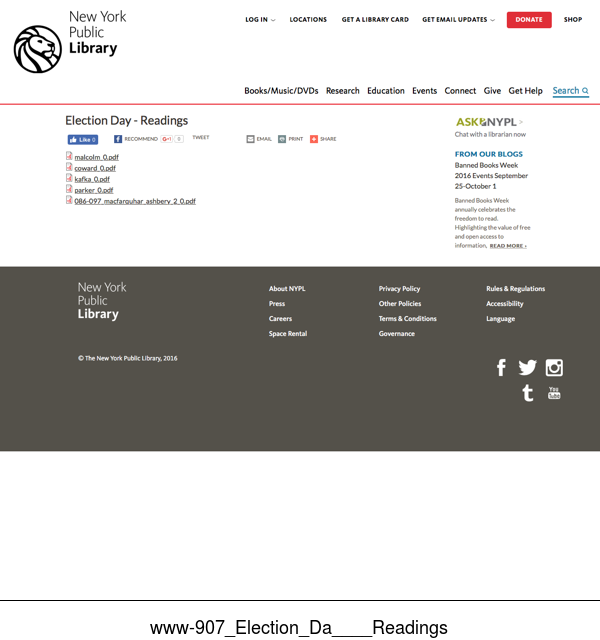 New York
Public
Library
LOG IN
LOCATIONS
GET A LIBRARY CARD
GET EMAIL UPDATES
DONATE
SHOP
Books/Music/DVDs Research Education Events Connect Give Get Help Search
Election Day - Readings
Like 0
RECOMMEND
G+1 0
TWEET
EMAIL
PRINT
SHARE
malcolm_0.pdf
coward_0.pdf
kafka_0.pdf
parker_0.pdf
086-097_macfarquhar_ashbery_2_0.pdf
ASK NYPL >
Chat with a librarian now
FROM OUR BLOGS
Banned Books Week
2016 Events September
25-October 1
Banned Books Week
annually celebrates the
freedom to read.
Highlighting the value of free
and open access to
information. READ MORE ›
New York
Public
Library
About NYPL
Press
Careers
Space Rental
Privacy Policy
Other Policies
Terms & Conditions
Governance
Rules & Regulations
Accessibility
Language
© The New York Public Library, 2016
f
t
You
Tube
www-907_Election_Da____Readings